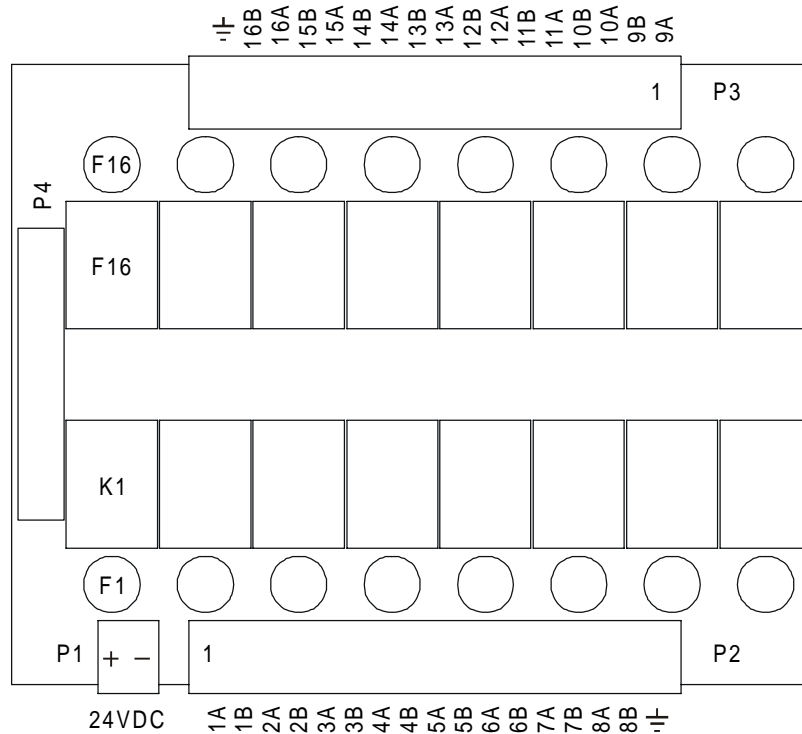 16B 16A 15B 15A 14B 14A 13B 13A 12B 12A 11B 11A 10B 10A 9B 9A
1 P3
F16
P4
F16
K1
F1
P1 + − 1 P2
24VDC 1A 1B 2A 2B 3A 3B 4A 4B 5A 5B 6A 6B 7A 7B 8A 8B